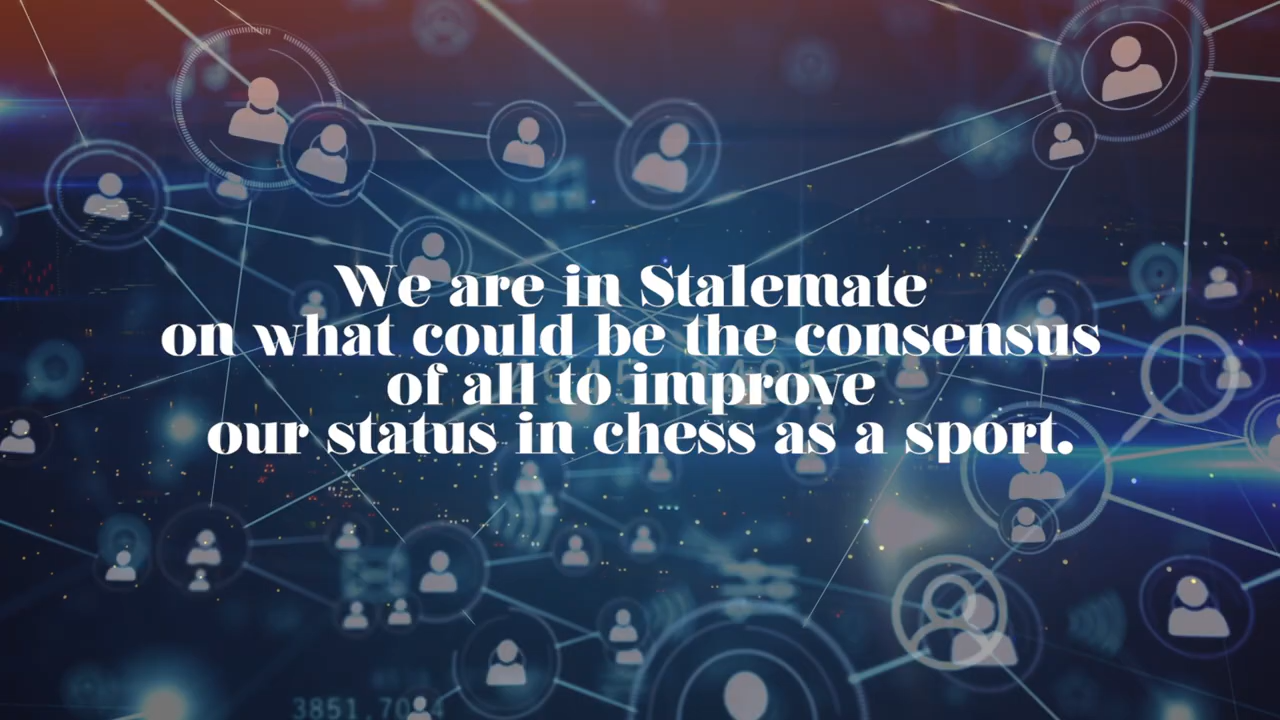 We are in Stalemate
on what could be the consensus
of all to improve
our status in chess as a sport.